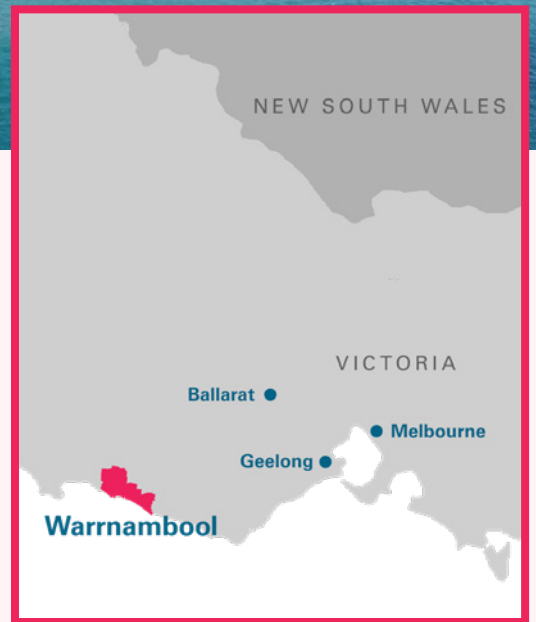 NEW SOUTH WALES
VICTORIA
Ballarat
Melbourne
Geelong
Warrnambool